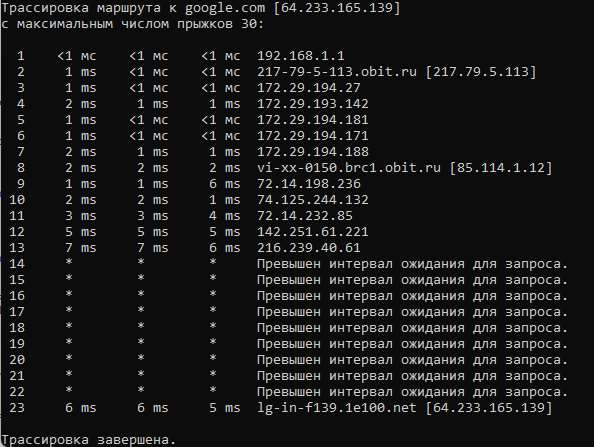 Трассировка маршрута к google.com [64.233.165.139]
с максимальным числом прыжков 30:
1 <1 мс <1 мс <1 мс 192.168.1.1
2 1 ms <1 мс <1 мс 217-79-5-113.obit.ru [217.79.5.113]
3 1 ms <1 мс <1 мс 172.29.194.27
4 2 ms 1 ms 1 ms 172.29.193.142
5 1 ms <1 мс <1 мс 172.29.194.181
6 1 ms <1 мс <1 мс 172.29.194.171
7 2 ms 1 ms 1 ms 172.29.194.188
8 2 ms 2 ms 2 ms vi-xx-0150.brc1.obit.ru [85.114.1.12]
9 1 ms 1 ms 6 ms 72.14.198.236
10 2 ms 2 ms 1 ms 74.125.244.132
11 3 ms 3 ms 4 ms 72.14.232.85
12 5 ms 5 ms 5 ms 142.251.61.221
13 7 ms 7 ms 6 ms 216.239.40.61
14 * * * Превышен интервал ожидания для запроса.
15 * * * Превышен интервал ожидания для запроса.
16 * * * Превышен интервал ожидания для запроса.
17 * * * Превышен интервал ожидания для запроса.
18 * * * Превышен интервал ожидания для запроса.
19 * * * Превышен интервал ожидания для запроса.
20 * * * Превышен интервал ожидания для запроса.
21 * * * Превышен интервал ожидания для запроса.
22 * * * Превышен интервал ожидания для запроса.
23 6 ms 6 ms 5 ms lg-in-f139.1e100.net [64.233.165.139]
Трассировка завершена.